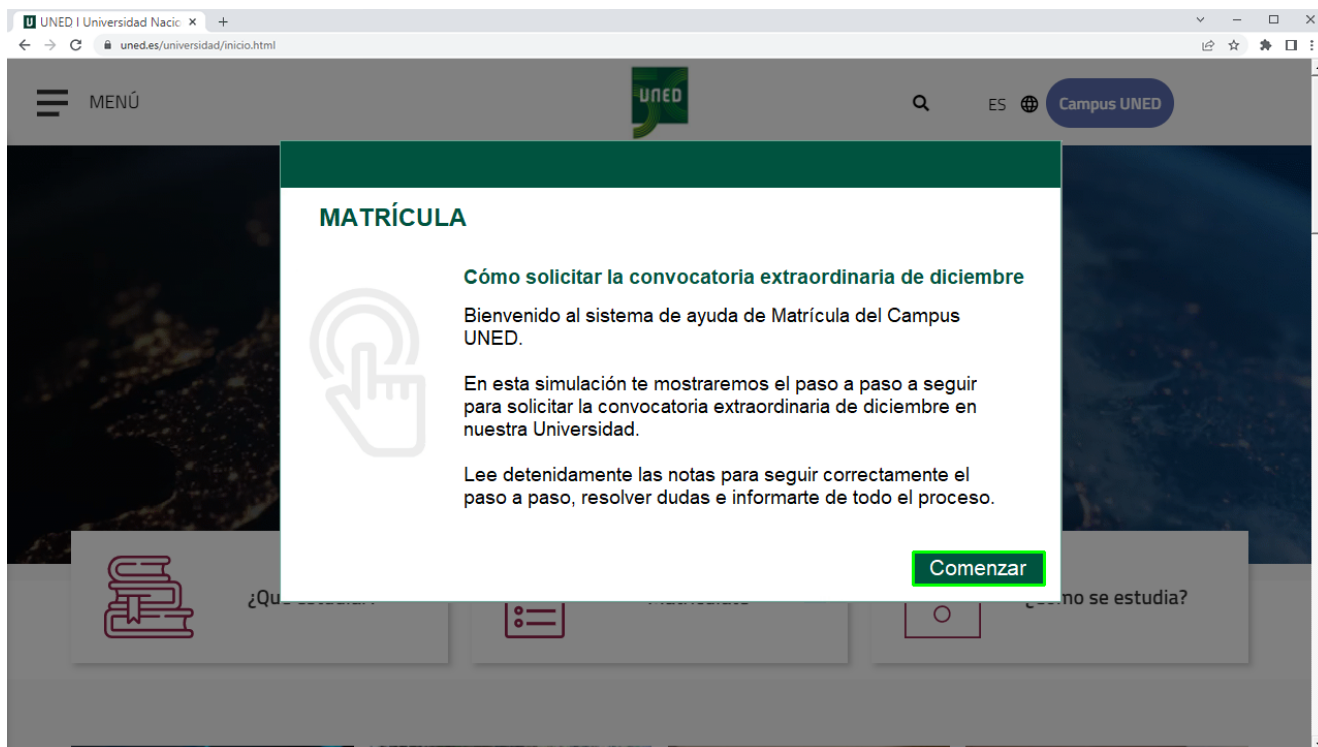 UNED I Universidad Nacio
uned.es/universidad/inicio.html
MENÚ
UNED
ES
Campus UNED
MATRÍCULA
Cómo solicitar la convocatoria extraordinaria de diciembre
Bienvenido al sistema de ayuda de Matrícula del Campus
UNED.
En esta simulación te mostraremos el paso a paso a seguir
para solicitar la convocatoria extraordinaria de diciembre en
nuestra Universidad.
Lee detenidamente las notas para seguir correctamente el
paso a paso, resolver dudas e informarte de todo el proceso.
Comenzar
se estudia?